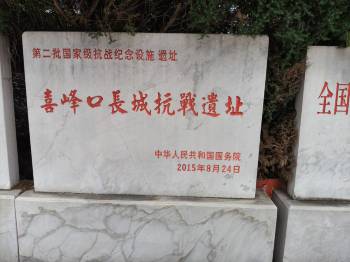 第二批国家级抗战纪念设施 遗址
喜峰口長城抗戰遺址
中华人民共和国国务院
2015年8月24日
全国